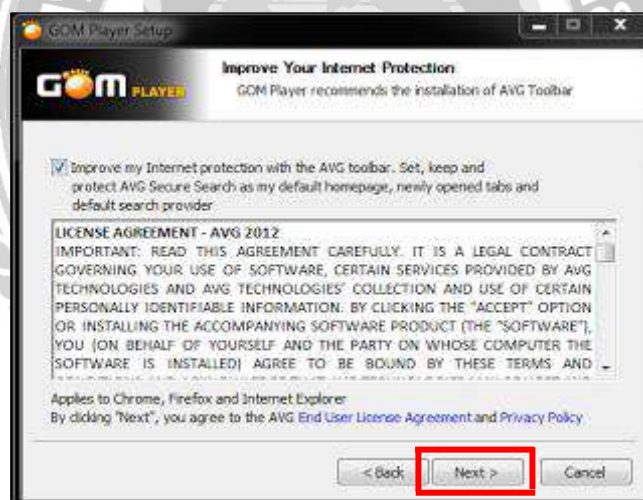 GOM Player Setup
GOM PLAYER
Improve Your Internet Protection
GOM Player recommends the installation of AVG Toolbar
Improve my Internet protection with the AVG toolbar. Set, keep and
protect AVG Secure Search as my default homepage, newly opened tabs and
default search provider
LICENSE AGREEMENT - AVG 2012
IMPORTANT: READ THIS AGREEMENT CAREFULLY. IT IS A LEGAL CONTRACT
GOVERNING YOUR USE OF SOFTWARE, CERTAIN SERVICES PROVIDED BY AVG
TECHNOLOGIES AND AVG TECHNOLOGIES' COLLECTION AND USE OF CERTAIN
PERSONALLY IDENTIFIABLE INFORMATION. BY CLICKING THE "ACCEPT" OPTION
OR INSTALLING THE ACCOMPANYING SOFTWARE PRODUCT (THE "SOFTWARE"),
YOU (ON BEHALF OF YOURSELF AND THE PARTY ON WHOSE COMPUTER THE
SOFTWARE IS INSTALLED) AGREE TO BE BOUND BY THESE TERMS AND
Applies to Chrome, Firefox and Internet Explorer
By clicking "Next", you agree to the AVG End User License Agreement and Privacy Policy
< Back
Next >
Cancel